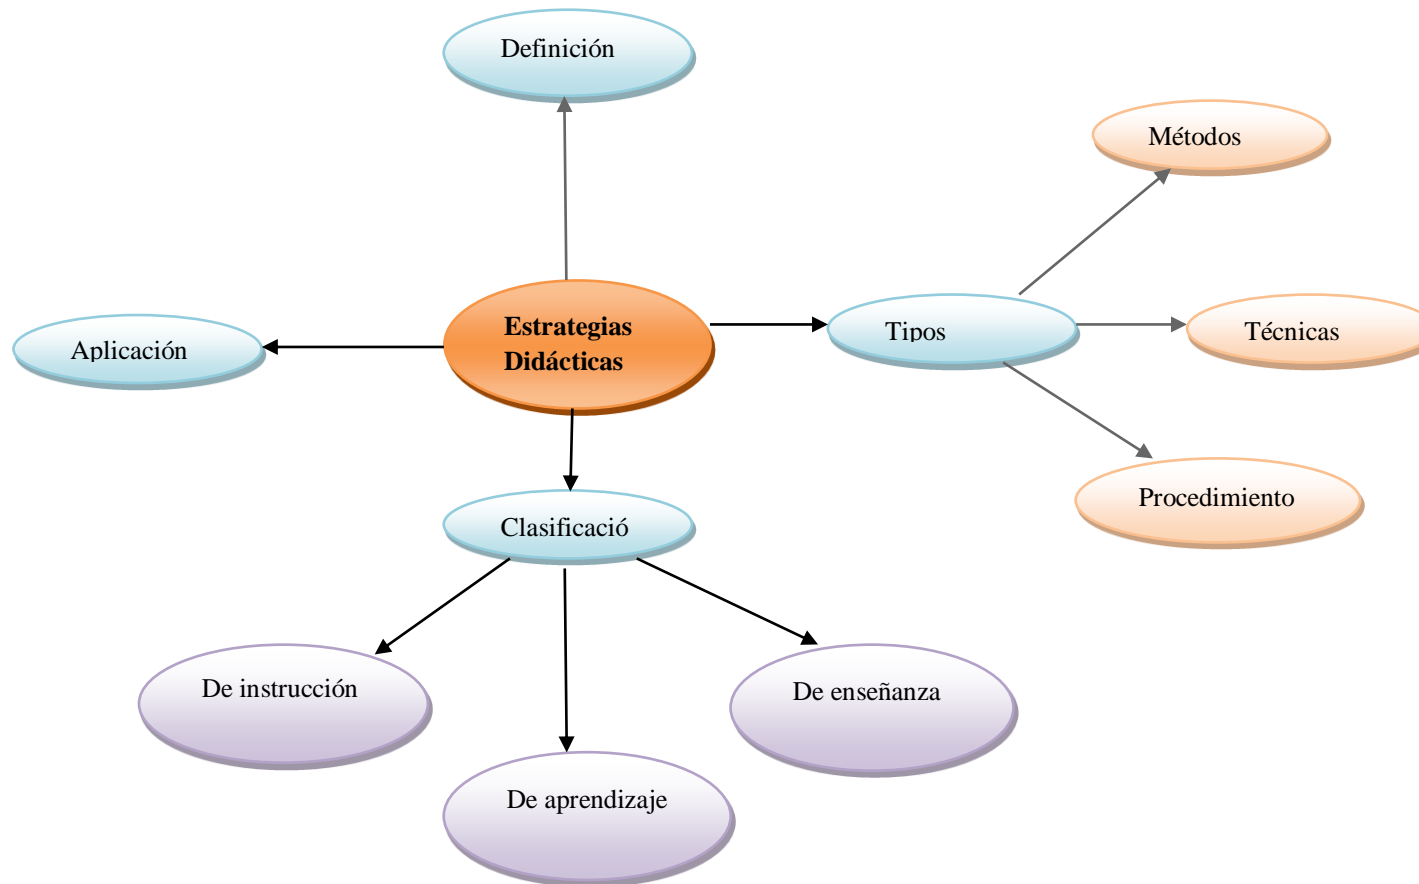 Definición
Métodos
Estrategias
Didácticas
Tipos
Técnicas
Aplicación
Procedimiento
Clasificació
De instrucción
De enseñanza
De aprendizaje